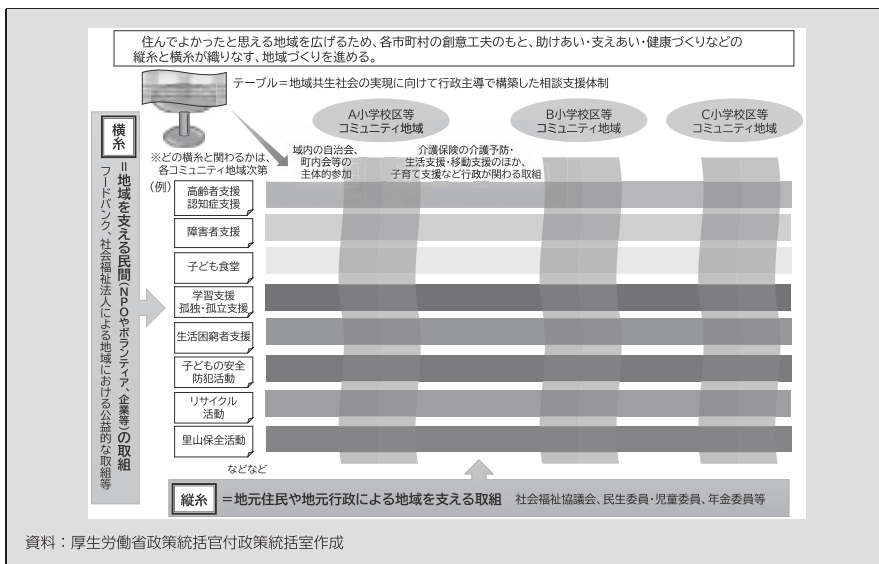 住んでよかったと思える地域を広げるため、各市町村の創意工夫のもと、助けあい・支えあい・健康づくりなどの
縦糸と横糸が織りなす、地域づくりを進める。
テーブル＝地域共生社会の実現に向けて行政主導で構築した相談支援体制
A小学校区等
コミュニティ地域
B小学校区等
コミュニティ地域
C小学校区等
コミュニティ地域
横糸
＝地域を支える民間(NPOやボランティア、企業等)の取組
フードバンク、社会福祉法人による地域における公益的な取組等
※どの横糸と関わるかは、
各コミュニティ地域次第
域内の自治会、
町内会等の
主体的参加
介護保険の介護予防・
生活支援・移動支援のほか、
子育て支援など行政が関わる取組
(例)
高齢者支援
認知症支援
障害者支援
子ども食堂
学習支援
孤独・孤立支援
生活困窮者支援
子どもの安全
防犯活動
リサイクル
活動
里山保全活動
などなど
縦糸 ＝地元住民や地元行政による地域を支える取組 社会福祉協議会、民生委員・児童委員、年金委員等
資料：厚生労働省政策統括官付政策統括室作成